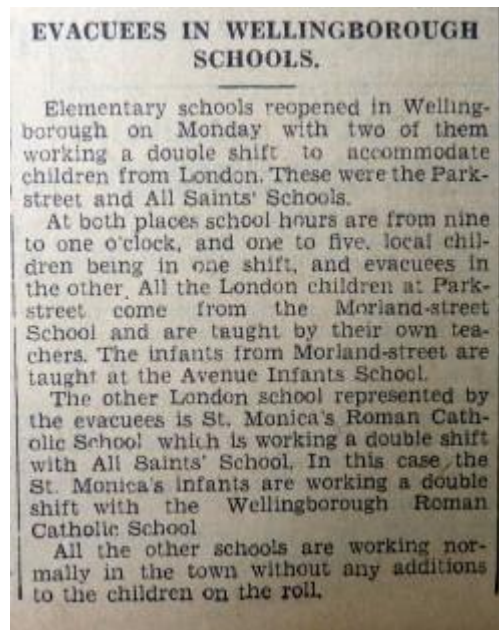 EVACUEES IN WELLINGBOROUGH
SCHOOLS.
Elementary schools reopened in Welling-
borough on Monday with two of them
working a double shift to accommodate
children from London. These were the Park-
street and All Saints' Schools.
At both places school hours are from nine
to one o'clock, and one to five, local chil-
dren being in one shift, and evacuees in
the other. All the London children at Park-
street come from the Morland-street
School and are taught by their own tea-
chers. The infants from Morland-street are
taught at the Avenue Infants School.
The other London school represented by
the evacuees is St. Monica's Roman Cath-
olic School which is working a double shift
with All Saints' School. In this case, the
St. Monica's infants are working a double
shift with the Wellingborough Roman
Catholic School
All the other schools are working nor-
mally in the town without any additions
to the children on the roll.